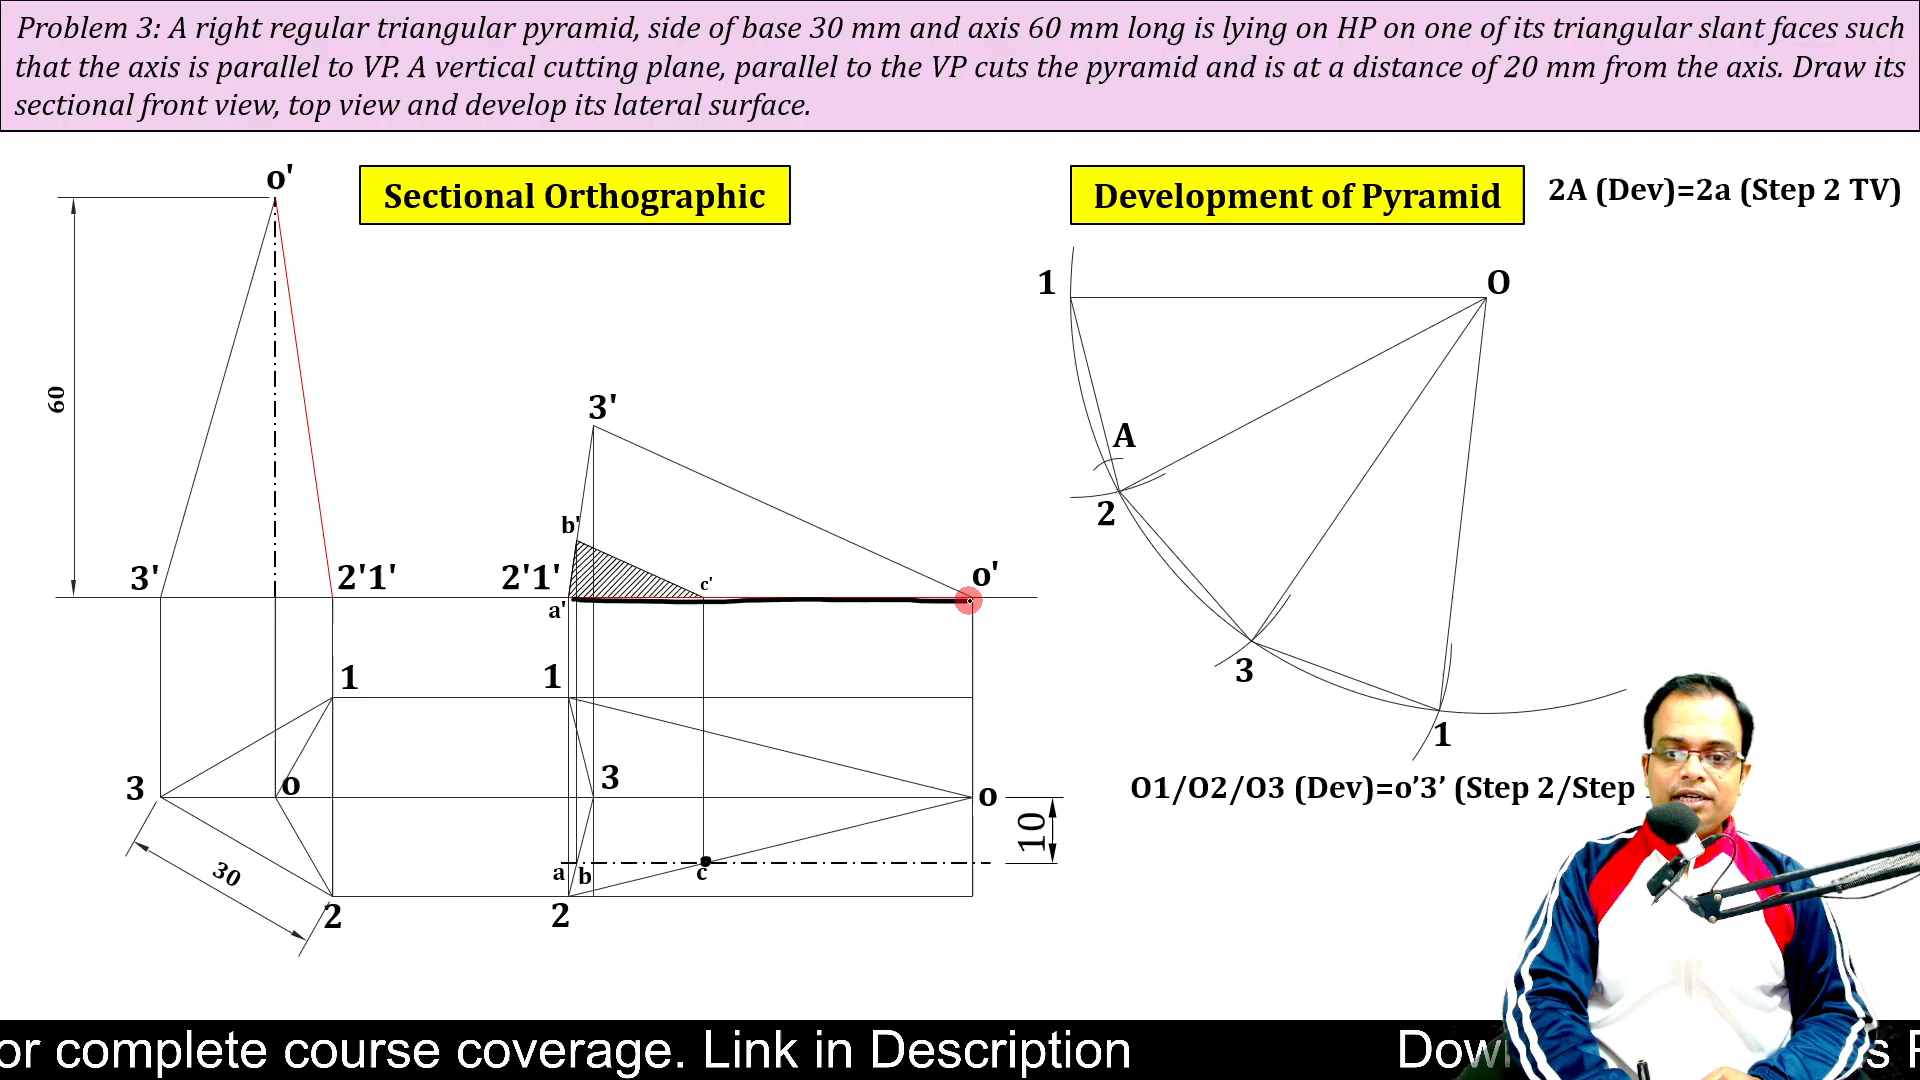 Problem 3: A right regular triangular pyramid, side of base 30 mm and axis 60 mm long is lying on HP on one of its triangular slant faces such
that the axis is parallel to VP. A vertical cutting plane, parallel to the VP cuts the pyramid and is at a distance of 20 mm from the axis. Draw its
sectional front view, top view and develop its lateral surface.
Sectional Orthographic
Development of Pyramid
2A (Dev)=2a (Step 2 TV)
o'
60
3'
2'1'
1
3
o
30
2
3'
b'
2'1'
a'
c'
o'
1
3
o
10
a
b
c
2
1
O
A
2
3
1
O1/O2/O3 (Dev)=o’3’ (Step 2/Step
or complete course coverage. Link in Description